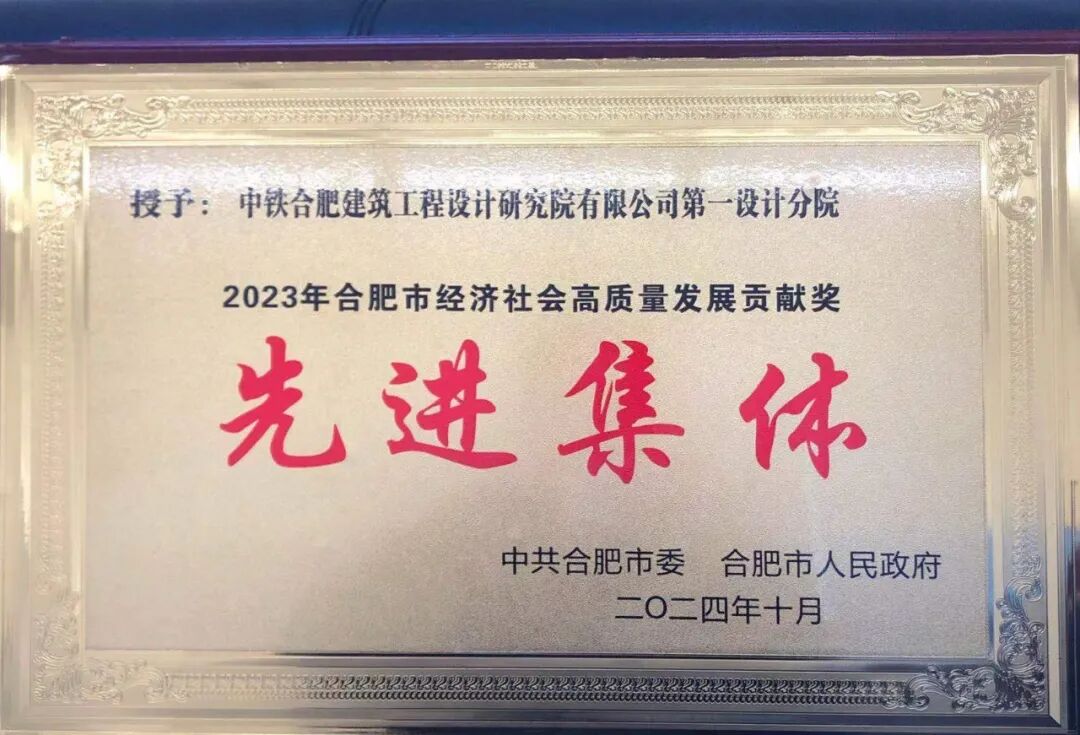 授予：中铁合肥建筑工程设计研究院有限公司第一设计分院
2023年合肥市经济社会高质量发展贡献奖
先进集体
中共合肥市委 合肥市人民政府
二〇二四年十月